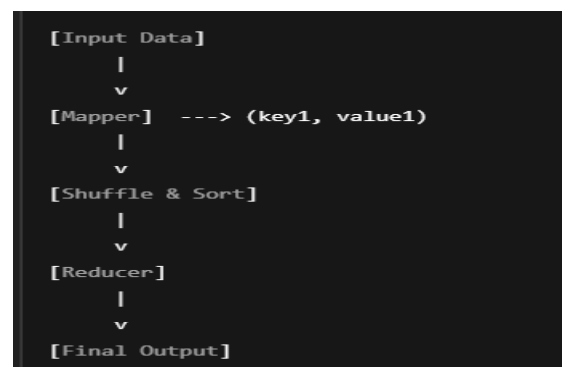 [Input Data]
|
v
[Mapper] ---> (key1, value1)
|
v
[Shuffle & Sort]
|
v
[Reducer]
|
v
[Final Output]